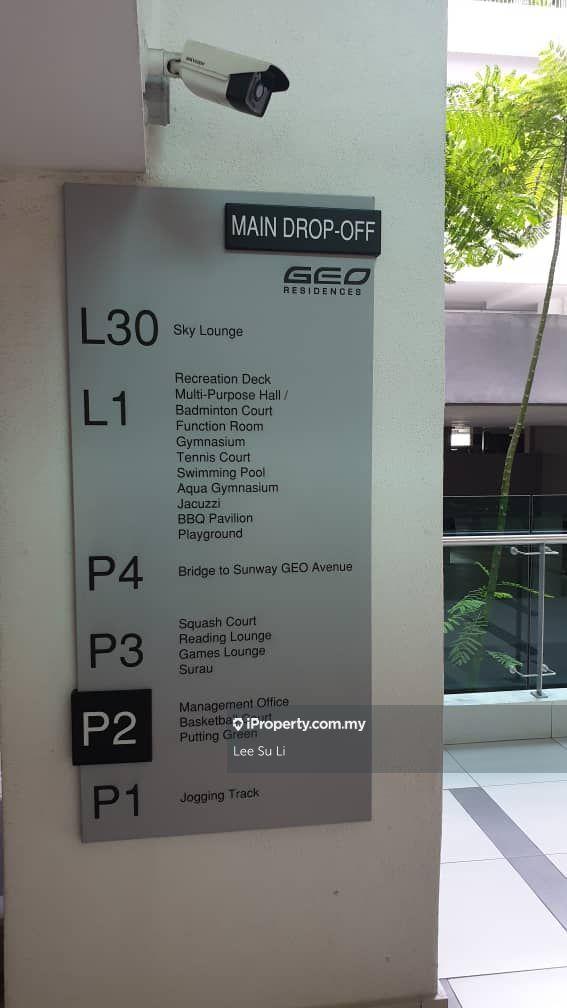 MAIN DROP-OFF
GEO
RESIDENCES
L30 Sky Lounge
L1 Recreation Deck
Multi-Purpose Hall /
Badminton Court
Function Room
Gymnasium
Tennis Court
Swimming Pool
Aqua Gymnasium
Jacuzzi
BBQ Pavilion
Playground
P4 Bridge to Sunway GEO Avenue
P3 Squash Court
Reading Lounge
Games Lounge
Surau
P2 Management Office
Basketball Court
Putting Green
P1 Jogging Track
iProperty.com.my
Lee Su Li